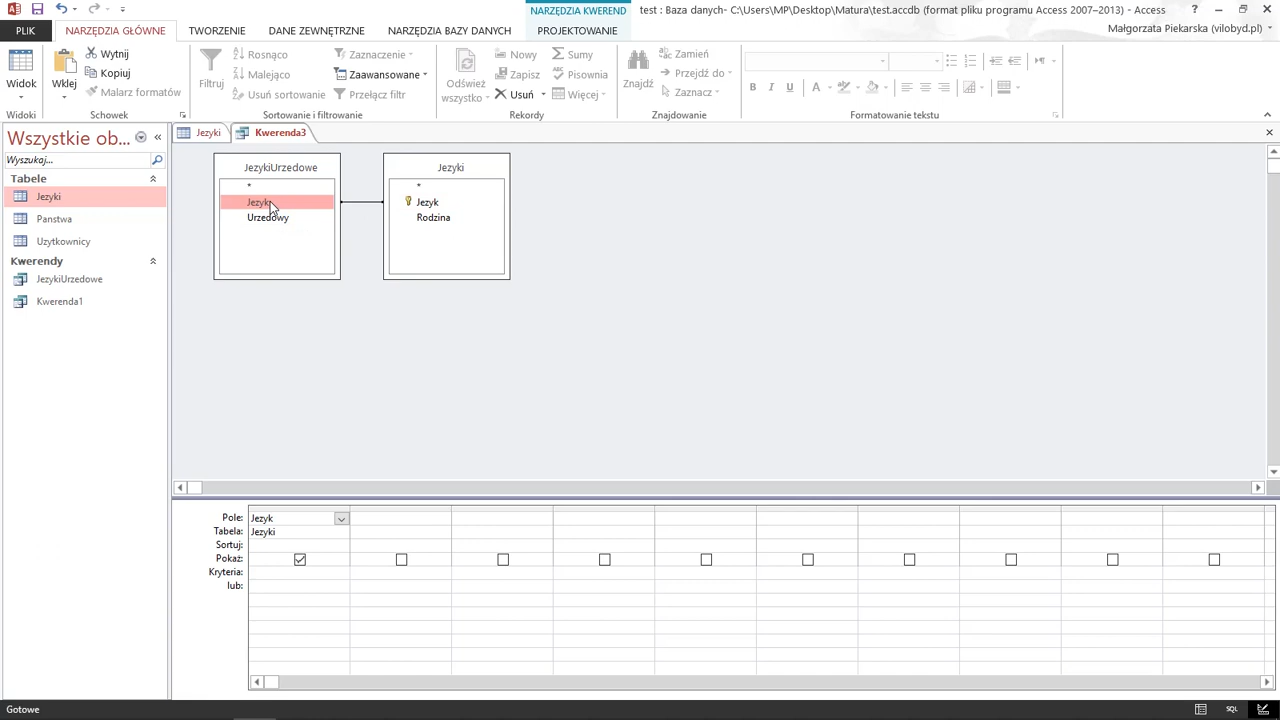 NARZĘDZIA KWEREND
test : Baza danych- C:\Users\MP\Desktop\Matura\test.accdb (format pliku programu Access 2007–2013) - Access
PLIK
NARZĘDZIA GŁÓWNE
TWORZENIE
DANE ZEWNĘTRZNE
NARZĘDZIA BAZY DANYCH
PROJEKTOWANIE
Małgorzata Piekarska (vilobyd.pl)
Widok
Widoki
Wklej
Wytnij
Kopiuj
Malarz formatów
Schowek
Filtruj
Rosnąco
Malejąco
Usuń sortowanie
Zaznaczenie
Zaawansowane
Przełącz filtr
Sortowanie i filtrowanie
Odśwież
wszystko
Nowy
Zapisz
Usuń
Sumy
Pisownia
Więcej
Rekordy
Znajdź
Zamień
Przejdź do
Zaznacz
Znajdowanie
B I U A
Formatowanie tekstu
Wszystkie ob...
Wyszukaj...
Tabele
Jezyki
Panstwa
Uzytkownicy
Kwerendy
JezykiUrzedowe
Kwerenda1
Jezyki
Kwerenda3
JezykiUrzedowe
*
Jezyk
Urzedowy
Jezyki
*
Jezyk
Rodzina
Pole: Jezyk
Tabela: Jezyki
Sortuj:
Pokaż:
Kryteria:
lub:
Gotowe
SQL